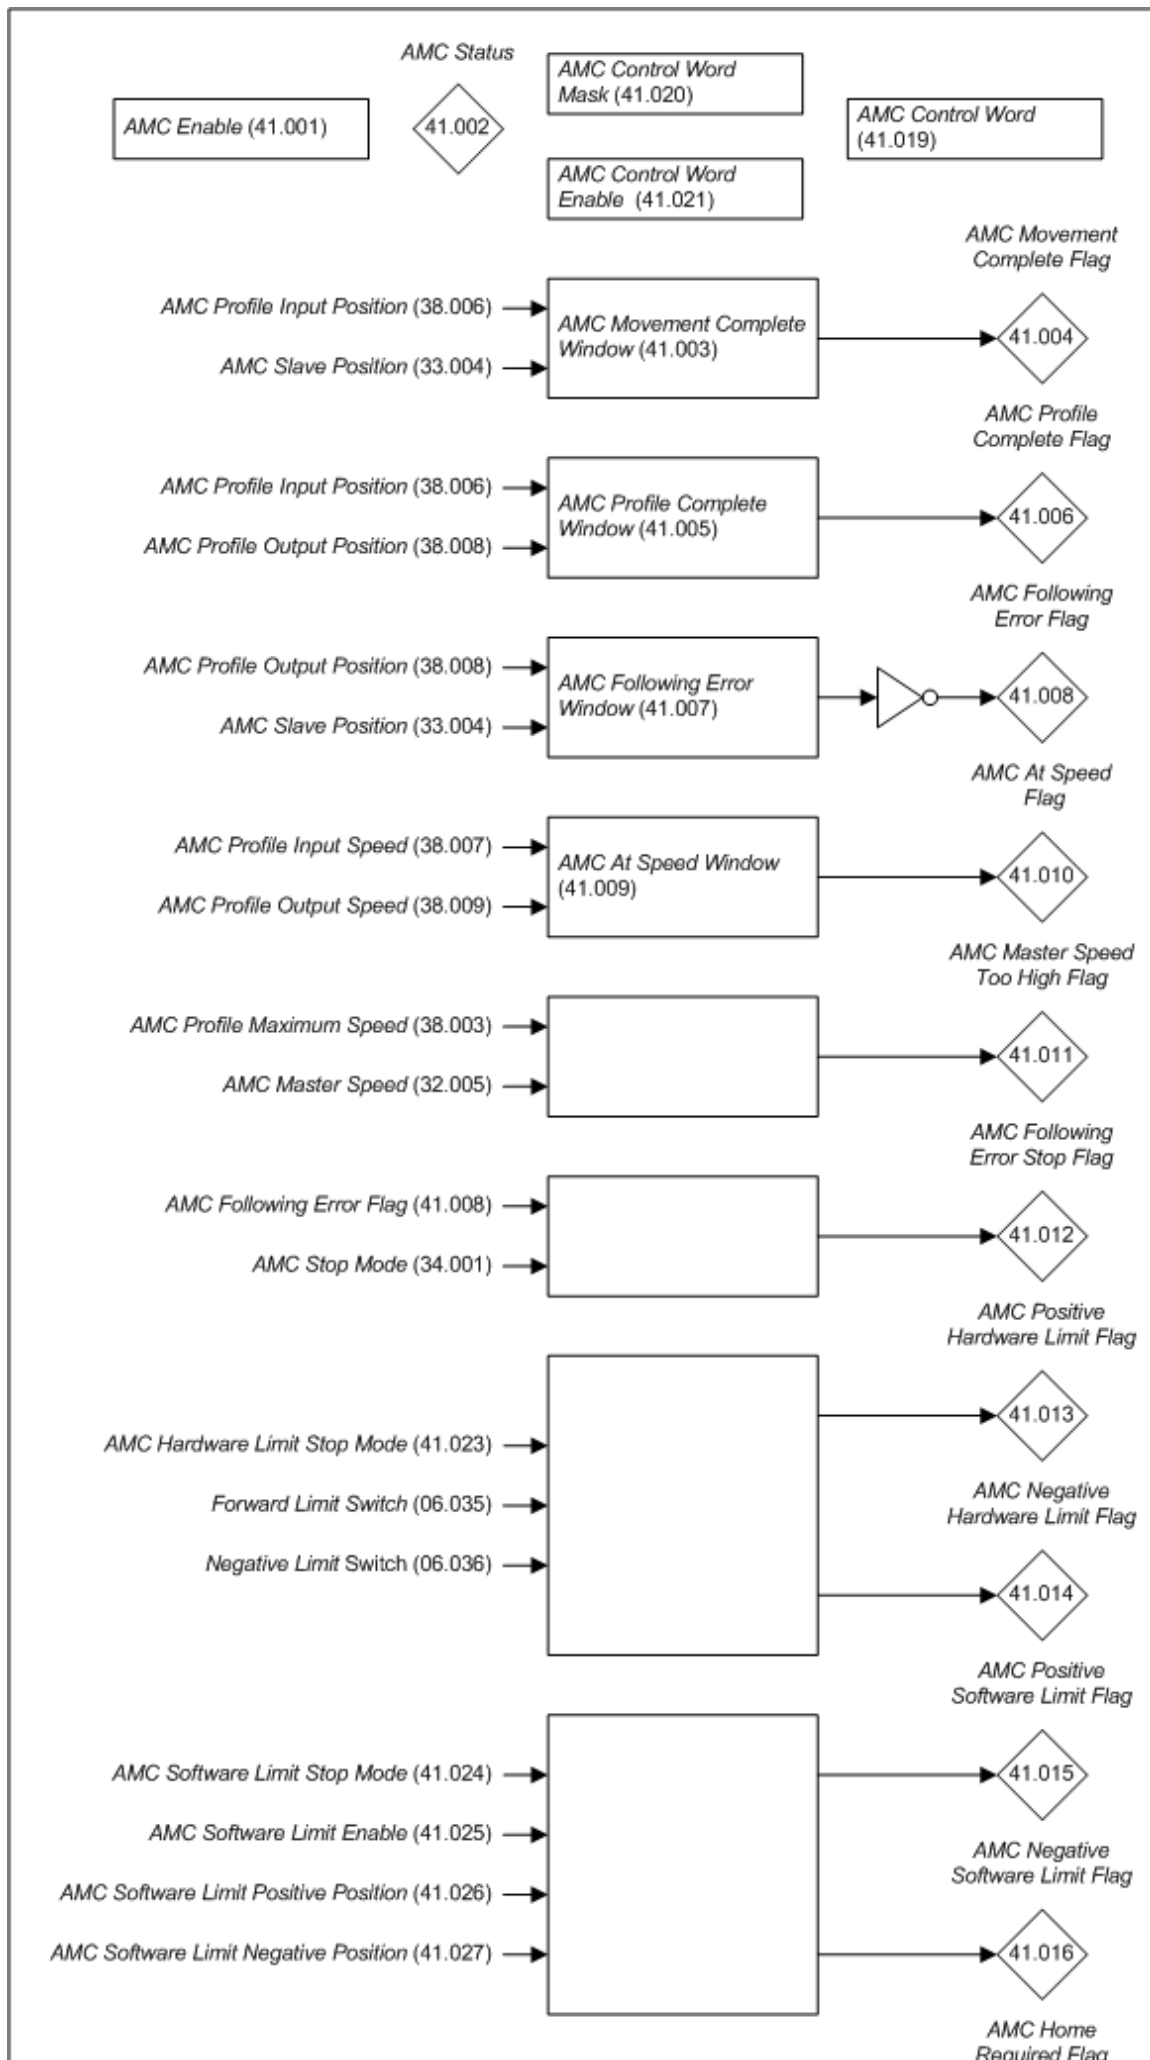 AMC Status
AMC Control Word
Mask (41.020)
AMC Enable (41.001)
41.002
AMC Control Word
(41.019)
AMC Control Word
Enable (41.021)
AMC Movement
Complete Flag
AMC Profile Input Position (38.006)
AMC Movement Complete
Window (41.003)
41.004
AMC Slave Position (33.004)
AMC Profile
Complete Flag
AMC Profile Input Position (38.006)
AMC Profile Complete
Window (41.005)
41.006
AMC Profile Output Position (38.008)
AMC Following
Error Flag
AMC Profile Output Position (38.008)
AMC Following Error
Window (41.007)
41.008
AMC Slave Position (33.004)
AMC At Speed
Flag
AMC Profile Input Speed (38.007)
AMC At Speed Window
(41.009)
41.010
AMC Profile Output Speed (38.009)
AMC Master Speed
Too High Flag
AMC Profile Maximum Speed (38.003)
41.011
AMC Master Speed (32.005)
AMC Following
Error Stop Flag
AMC Following Error Flag (41.008)
41.012
AMC Stop Mode (34.001)
AMC Positive
Hardware Limit Flag
41.013
AMC Hardware Limit Stop Mode (41.023)
Forward Limit Switch (06.035)
AMC Negative
Hardware Limit Flag
Negative Limit Switch (06.036)
41.014
AMC Positive
Software Limit Flag
AMC Software Limit Stop Mode (41.024)
41.015
AMC Software Limit Enable (41.025)
AMC Negative
Software Limit Flag
AMC Software Limit Positive Position (41.026)
AMC Software Limit Negative Position (41.027)
41.016
AMC Home
Required Flag